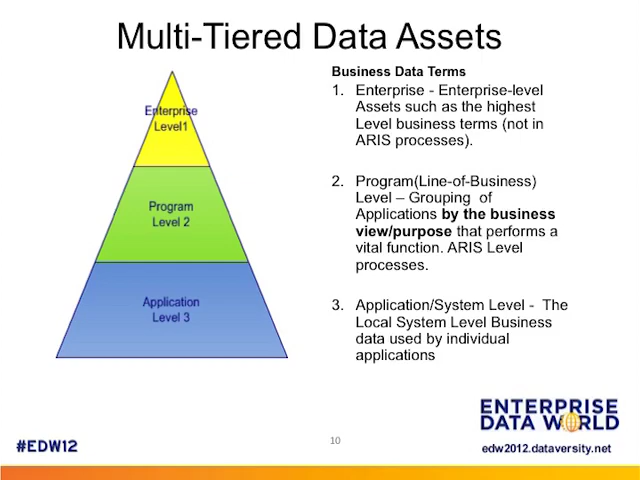 Multi-Tiered Data Assets
Enterprise
Level1
Program
Level 2
Application
Level 3
Business Data Terms
1. Enterprise - Enterprise-level
Assets such as the highest
Level business terms (not in
ARIS processes).
2. Program(Line-of-Business)
Level – Grouping of
Applications by the business
view/purpose that performs a
vital function. ARIS Level
processes.
3. Application/System Level - The
Local System Level Business
data used by individual
applications
#EDW12
10
ENTERPRISE
DATA WORLD
edw2012.dataversity.net